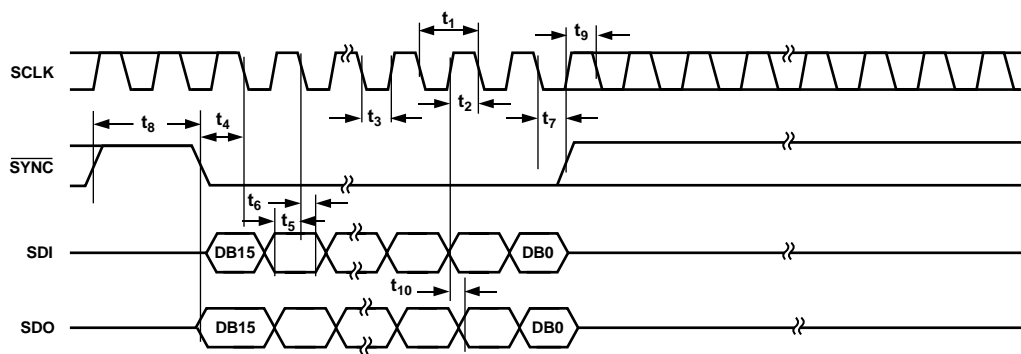 t1
t9
SCLK
t2
t3
t7
t8
t4
SYNC
t6
t5
SDI
DB15
DB0
t10
SDO
DB15
DB0